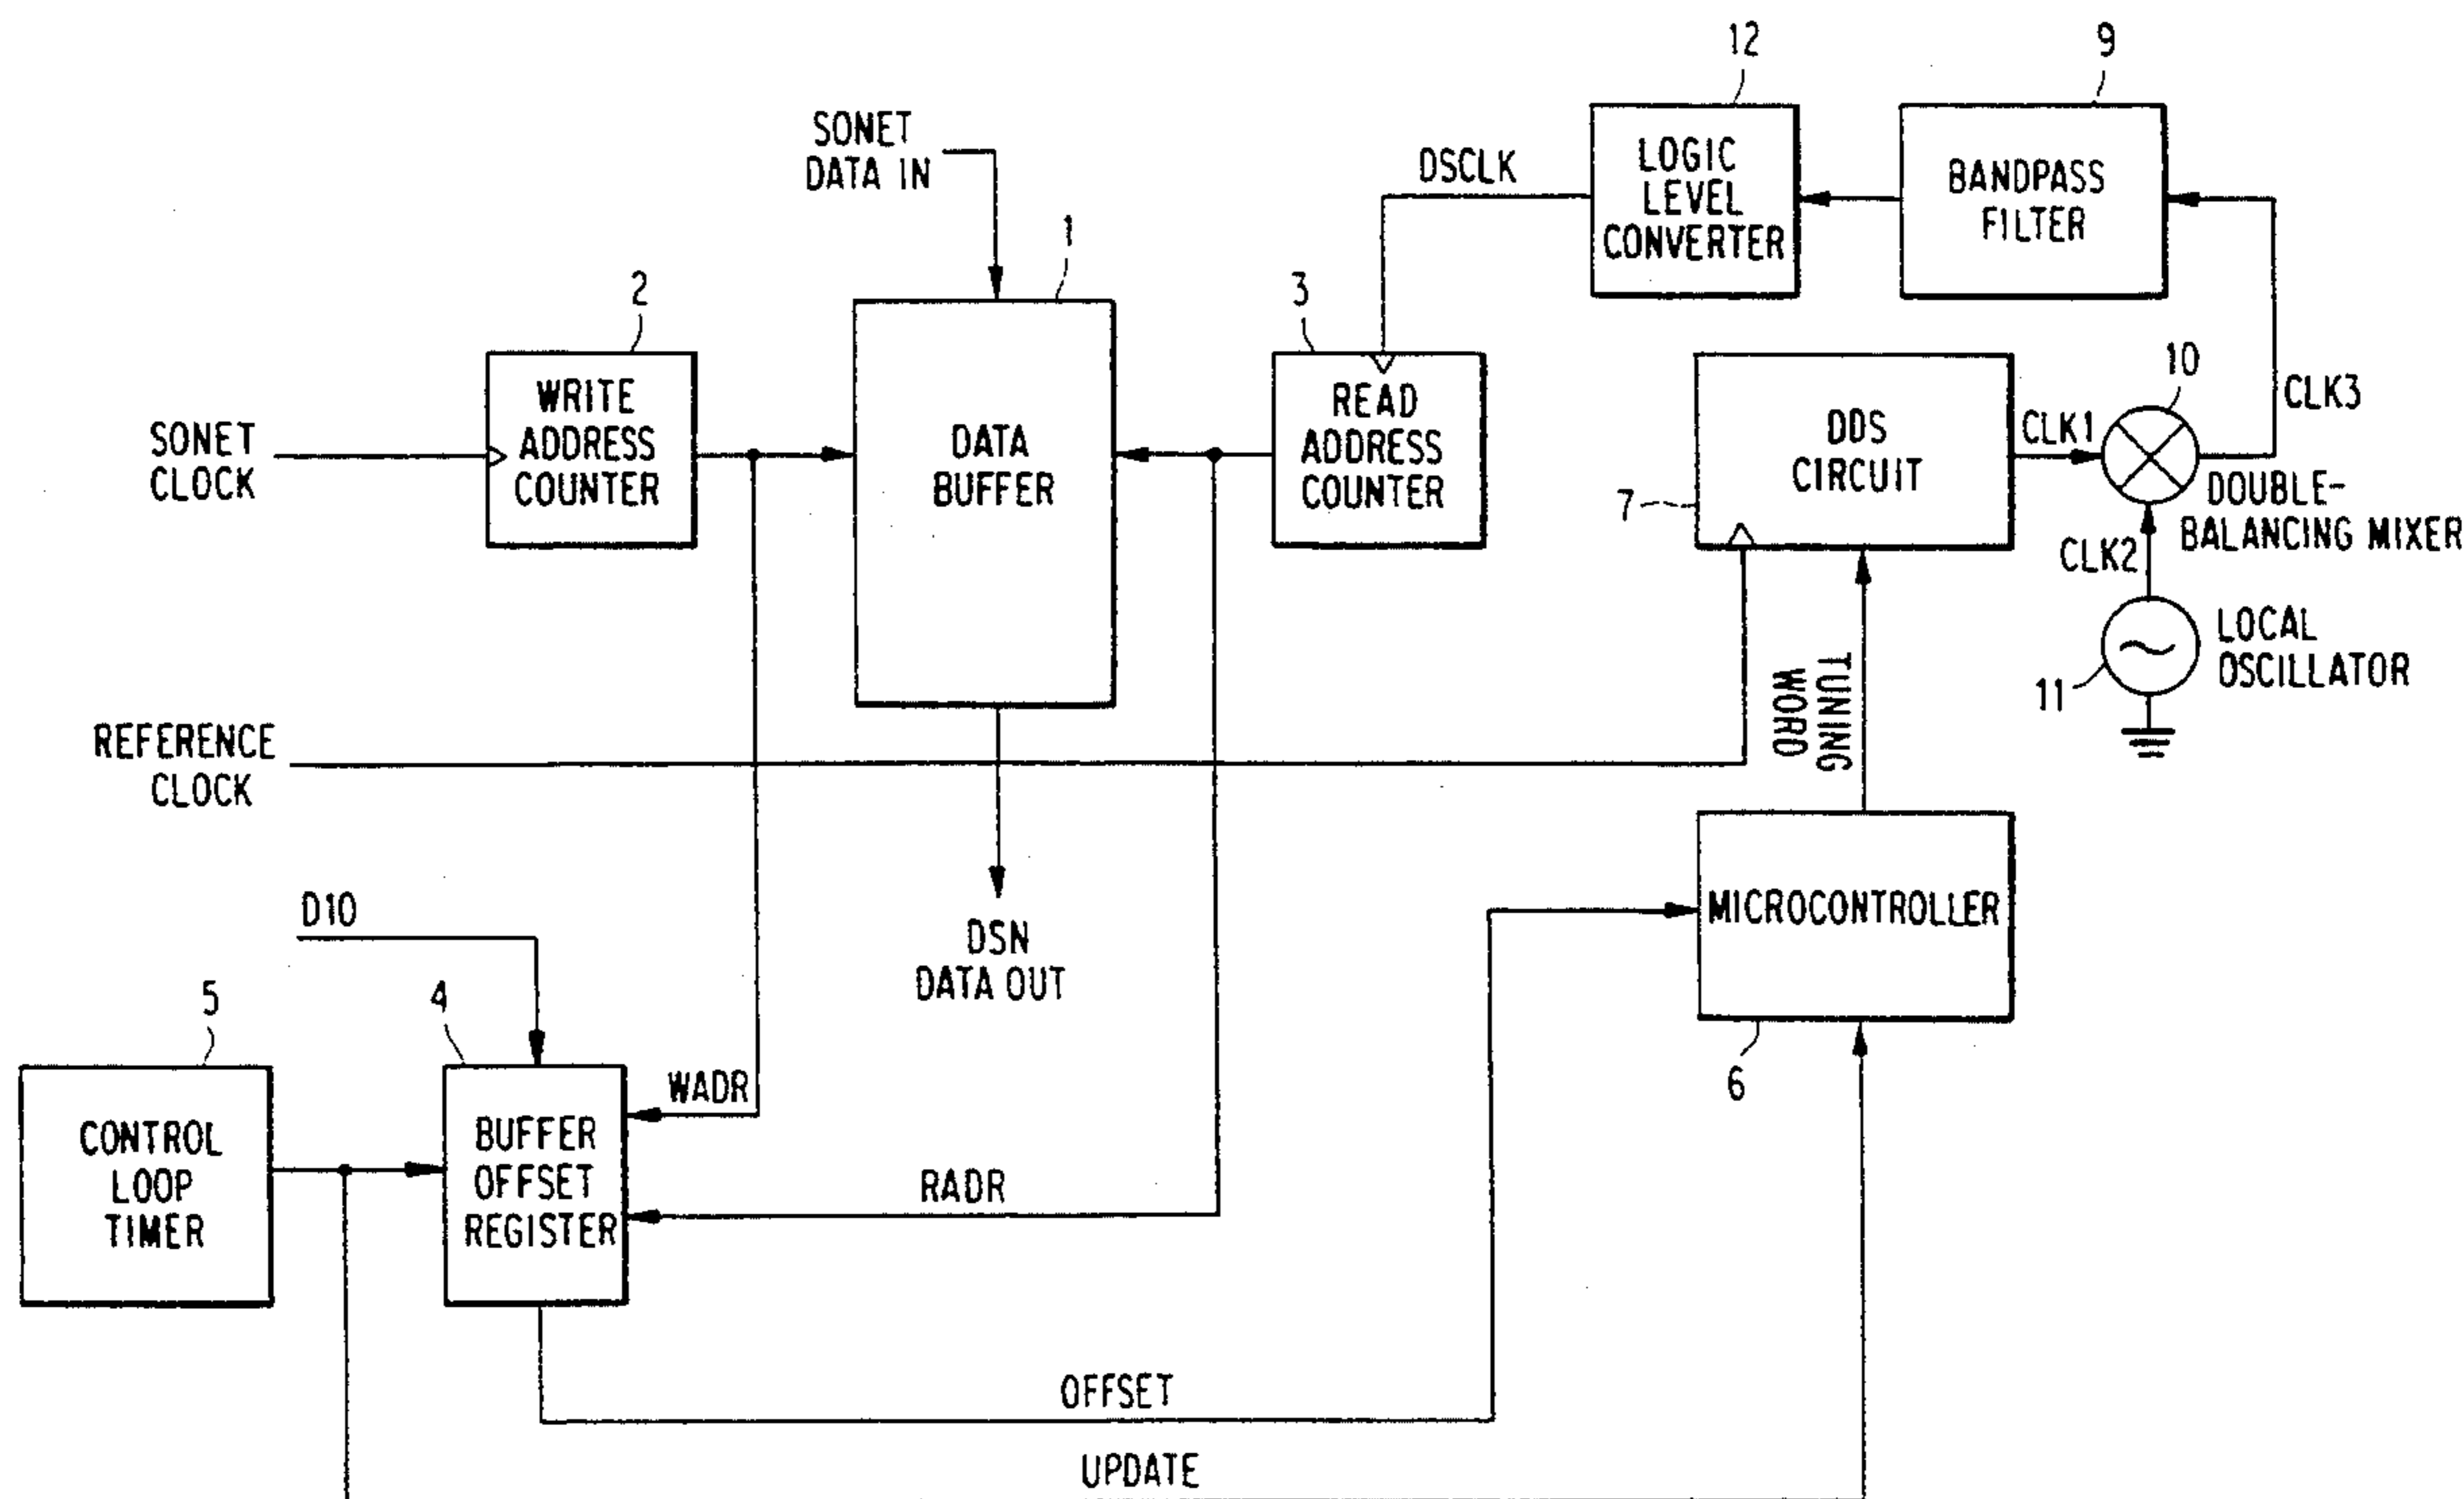 12
9
SONET
DATA IN
DSCLK
LOGIC
LEVEL
CONVERTER
BANDPASS
FILTER
1
2
3
10
CLK3
WRITE
ADDRESS
COUNTER
SONET
CLOCK
DATA
BUFFER
READ
ADDRESS
COUNTER
DDS
CIRCUIT
CLK1
7
DOUBLE-
BALANCING MIXER
CLK2
LOCAL
OSCILLATOR
11
TUNING
WORD
REFERENCE
CLOCK
D10
DSN
DATA OUT
MICROCONTROLLER
5
4
6
WADR
CONTROL
LOOP
TIMER
BUFFER
OFFSET
REGISTER
RADR
OFFSET
UPDATE